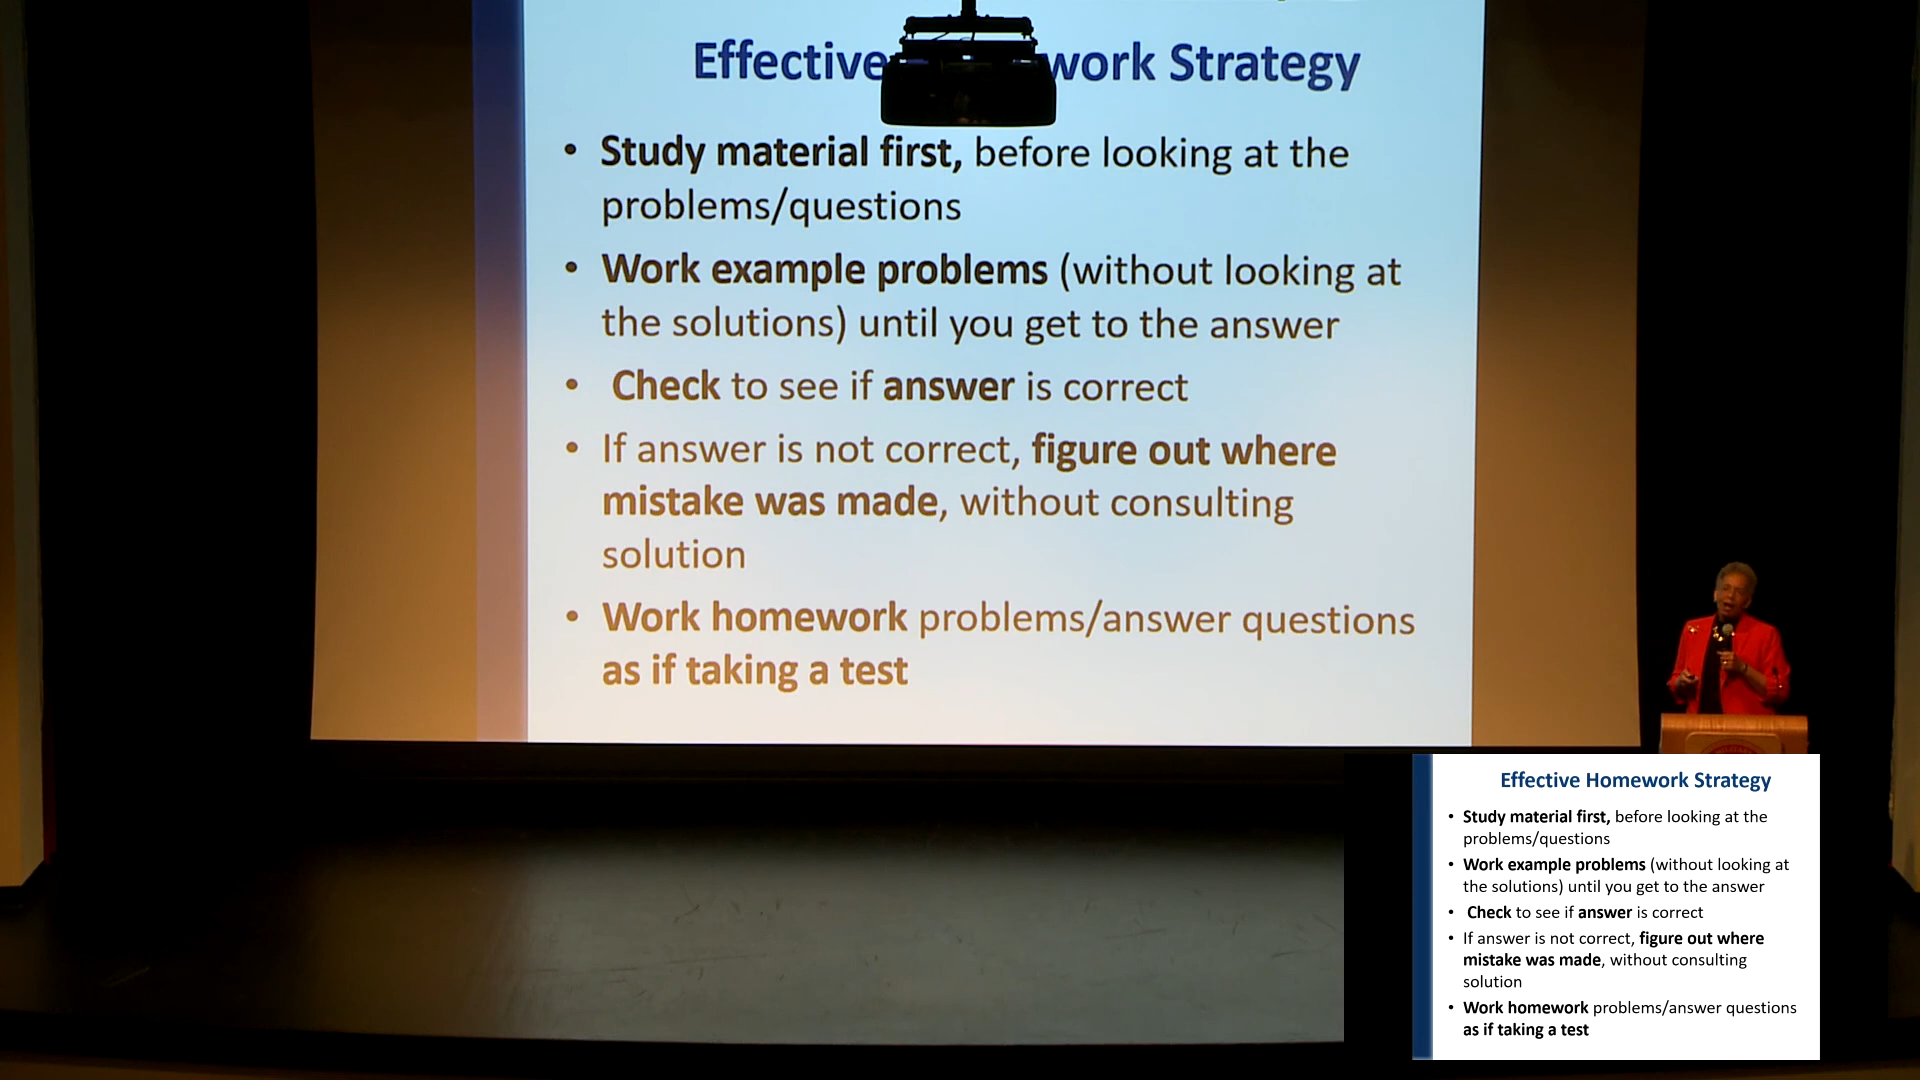 Effective work Strategy
• Study material first, before looking at the
problems/questions
• Work example problems (without looking at
the solutions) until you get to the answer
• Check to see if answer is correct
• If answer is not correct, figure out where
mistake was made, without consulting
solution
• Work homework problems/answer questions
as if taking a test
Effective Homework Strategy
• Study material first, before looking at the
problems/questions
• Work example problems (without looking at
the solutions) until you get to the answer
• Check to see if answer is correct
• If answer is not correct, figure out where
mistake was made, without consulting
solution
• Work homework problems/answer questions
as if taking a test